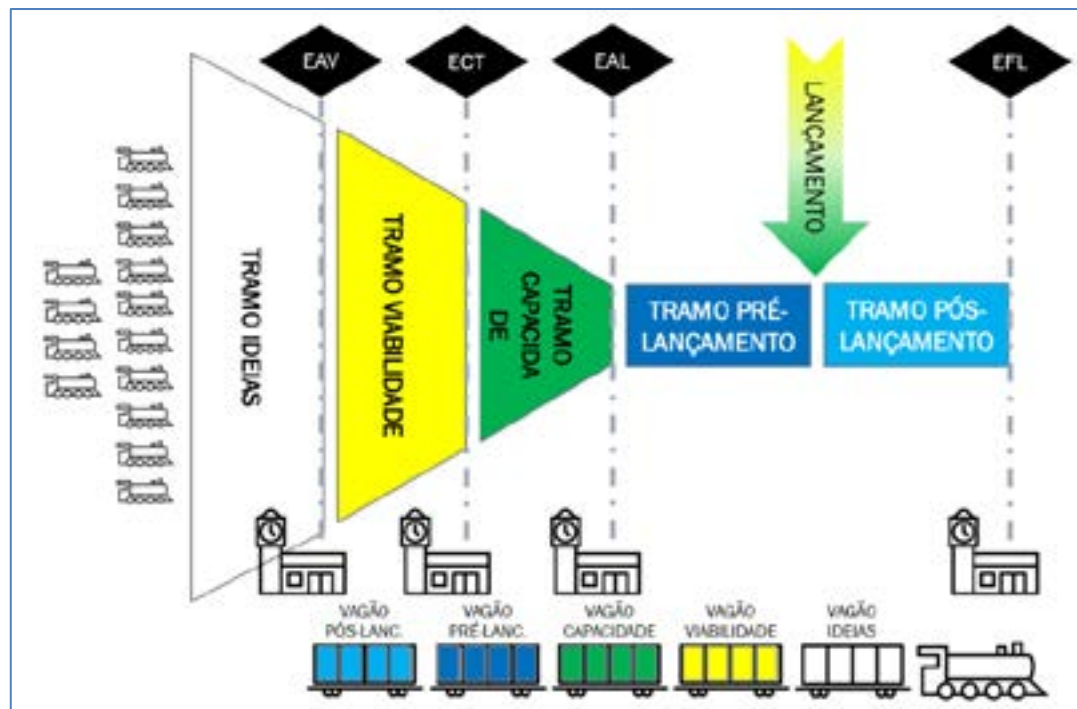 EAV
ECT
EAL
EFL
LANÇAMENTO
TRAMO IDEIAS
TRAMO VIABILIDADE
TRAMO
CAPACIDA
DE
TRAMO PRÉ-
LANÇAMENTO
TRAMO PÓS-
LANÇAMENTO
VAGÃO
PÓS-LANC.
VAGÃO
PRÉ-LANC.
VAGÃO
CAPACIDADE
VAGÃO
VIABILIDADE
VAGÃO
IDEIAS